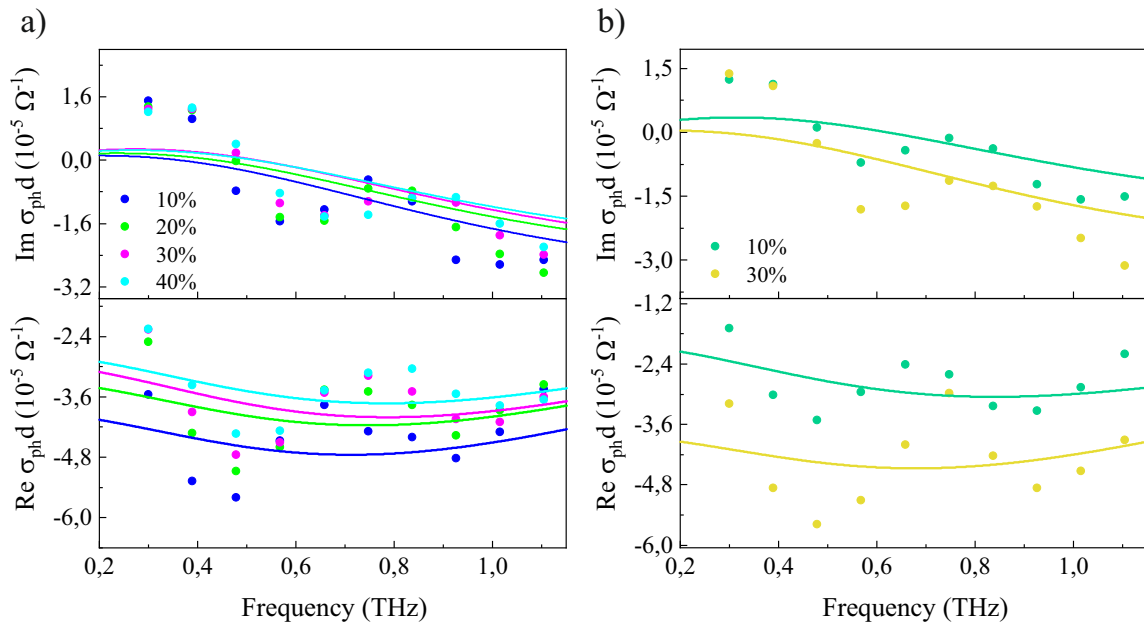 a)
Im σphd (10-5 Ω-1)
1,6
0,0
-1,6
-3,2
10%
20%
30%
40%
Re σphd (10-5 Ω-1)
-2,4
-3,6
-4,8
-6,0
0,2 0,4 0,6 0,8 1,0
Frequency (THz)
b)
Im σphd (10-5 Ω-1)
1,5
0,0
-1,5
-3,0
10%
30%
Re σphd (10-5 Ω-1)
-1,2
-2,4
-3,6
-4,8
-6,0
0,2 0,4 0,6 0,8 1,0
Frequency (THz)